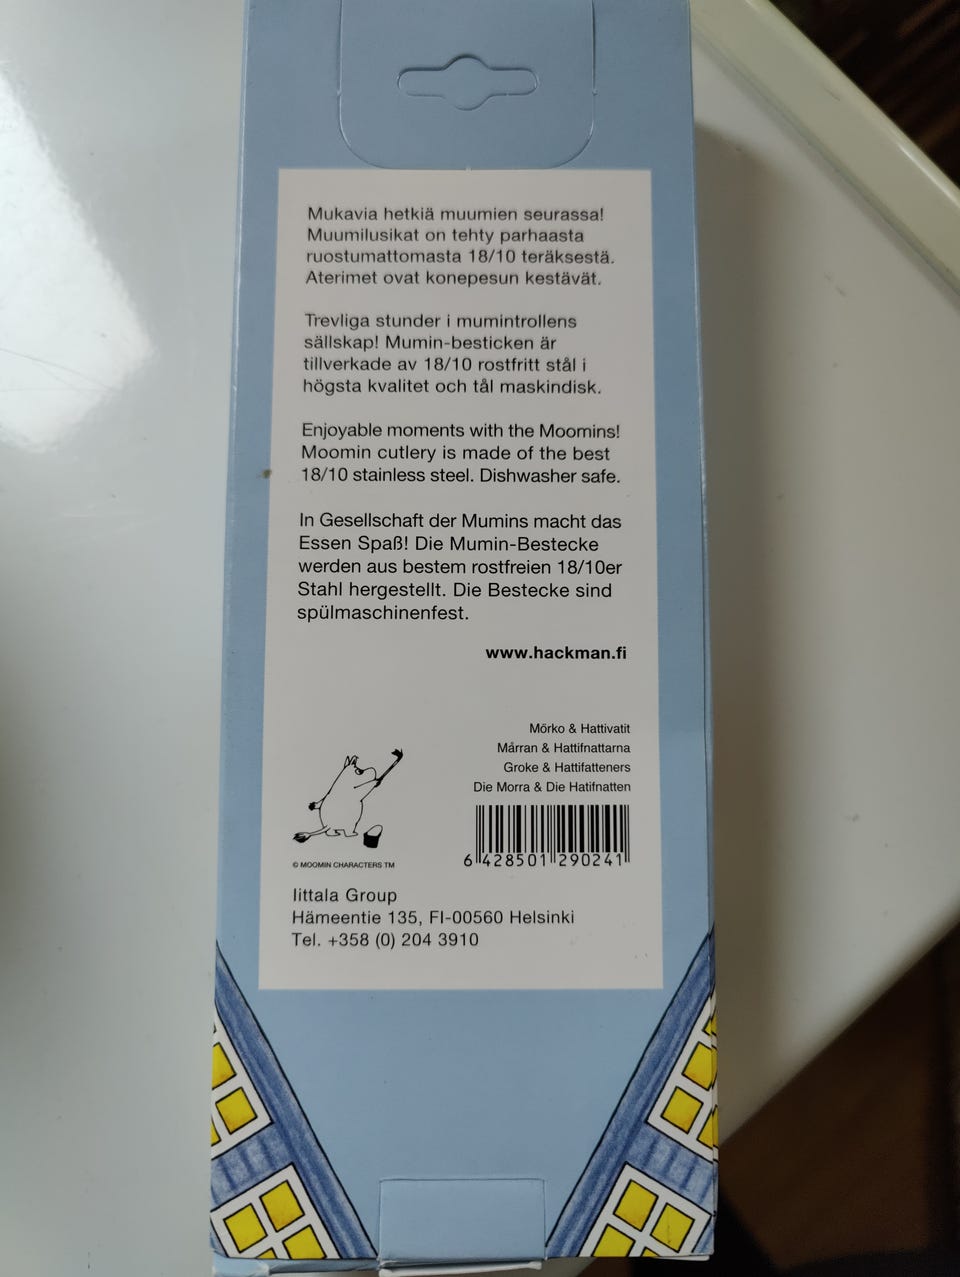 Mukavia hetkiä muumien seurassa!
Muumilusikat on tehty parhaasta
ruostumattomasta 18/10 teräksestä.
Aterimet ovat konepesun kestävät.
Trevliga stunder i mumintrollens
sällskap! Mumin-besticken är
tillverkade av 18/10 rostfritt stål i
högsta kvalitet och tål maskindisk.
Enjoyable moments with the Moomins!
Moomin cutlery is made of the best
18/10 stainless steel. Dishwasher safe.
In Gesellschaft der Mumins macht das
Essen Spaß! Die Mumin-Bestecke
werden aus bestem rostfreien 18/10er
Stahl hergestellt. Die Bestecke sind
spülmaschinenfest.
www.hackman.fi
Mörko & Hattivatit
Mårran & Hattifnattarna
Groke & Hattifatteners
Die Morra & Die Hatifnatten
6 428501 290241
© MOOMIN CHARACTERS TM
Iittala Group
Hämeentie 135, FI-00560 Helsinki
Tel. +358 (0) 204 3910